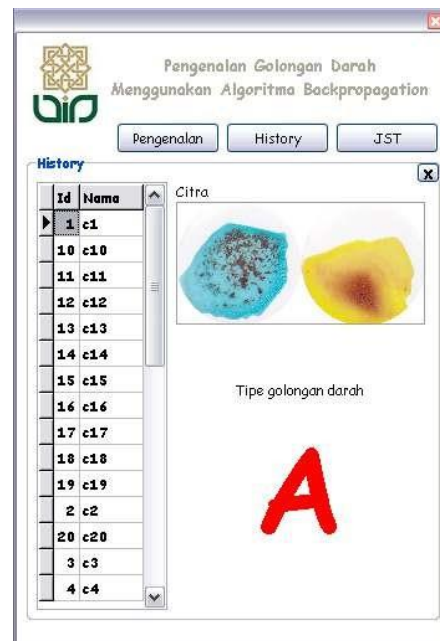 Pengenalan Golongan Darah
Menggunakan Algoritma Backpropagation
Pengenalan
History
JST
History
Id Nama
1 c1
10 c10
11 c11
12 c12
13 c13
14 c14
15 c15
16 c16
17 c17
18 c18
19 c19
2 c2
20 c20
3 c3
4 c4
Citra
Tipe golongan darah
A